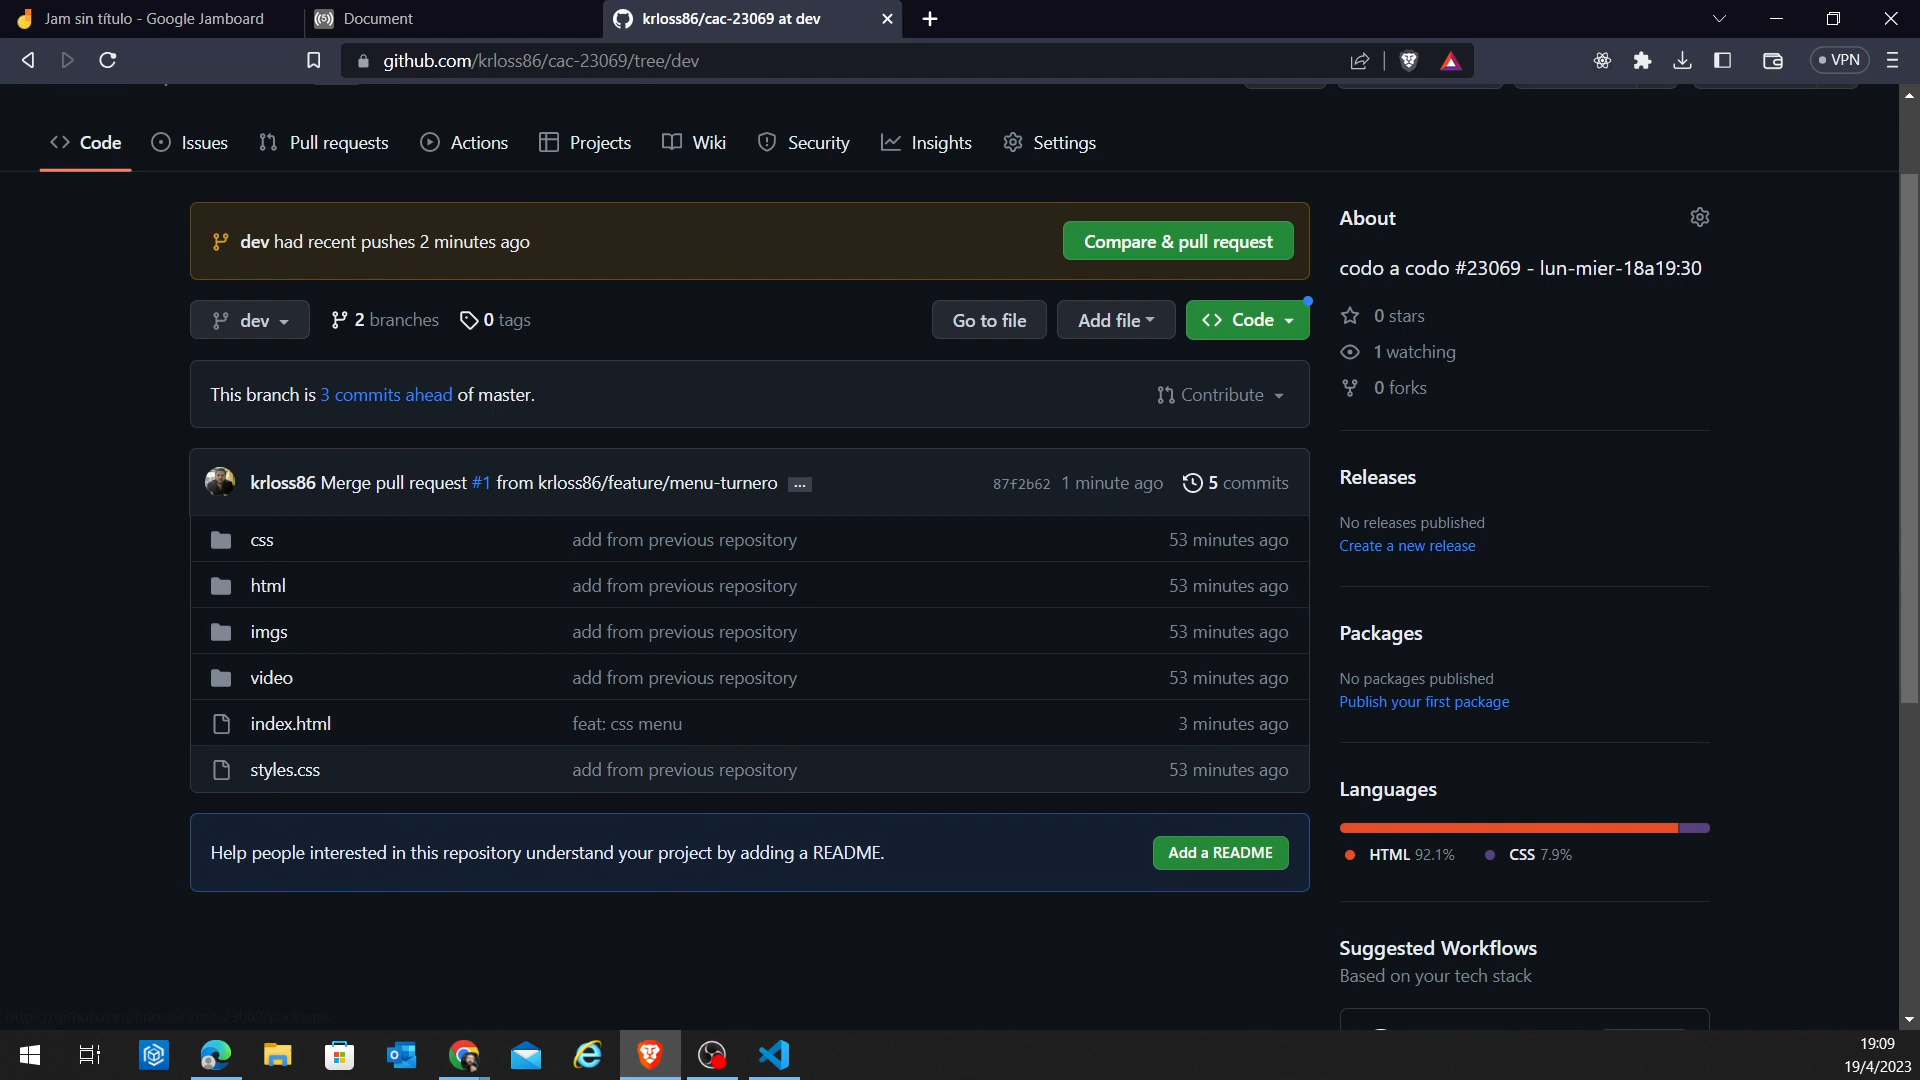 Jam sin título - Google Jamboard
Document
krloss86/cac-23069 at dev
github.com/krloss86/cac-23069/tree/dev
VPN
Code
Issues
Pull requests
Actions
Projects
Wiki
Security
Insights
Settings
dev had recent pushes 2 minutes ago
Compare & pull request
dev
2 branches
0 tags
Go to file
Add file
Code
This branch is 3 commits ahead of master.
Contribute
krloss86 Merge pull request #1 from krloss86/feature/menu-turnero ...
87f2b62 1 minute ago
5 commits
css add from previous repository 53 minutes ago
html add from previous repository 53 minutes ago
imgs add from previous repository 53 minutes ago
video add from previous repository 53 minutes ago
index.html feat: css menu 3 minutes ago
styles.css add from previous repository 53 minutes ago
Help people interested in this repository understand your project by adding a README.
Add a README
About
codo a codo #23069 - lun-mier-18a19:30
0 stars
1 watching
0 forks
Releases
No releases published
Create a new release
Packages
No packages published
Publish your first package
Languages
HTML 92.1%
CSS 7.9%
Suggested Workflows
Based on your tech stack
19:09
19/4/2023